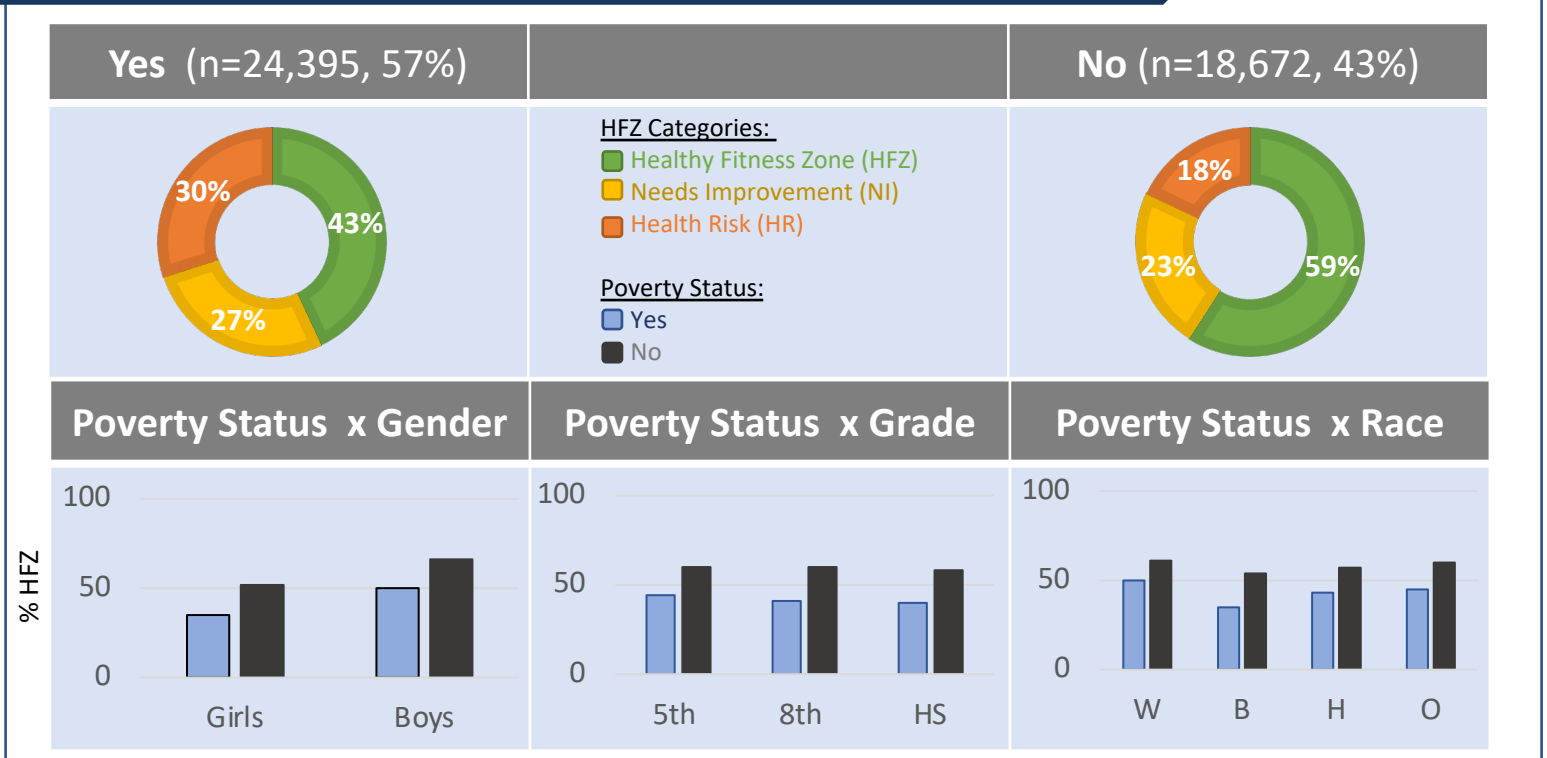 Yes (n=24,395, 57%)
No (n=18,672, 43%)
30%
43%
27%
HFZ Categories:
Healthy Fitness Zone (HFZ)
Needs Improvement (NI)
Health Risk (HR)
Poverty Status:
Yes
No
18%
23%
59%
Poverty Status x Gender
Poverty Status x Grade
Poverty Status x Race
% HFZ
100
50
0
Girls Boys
100
50
0
5th 8th HS
100
50
0
W B H O